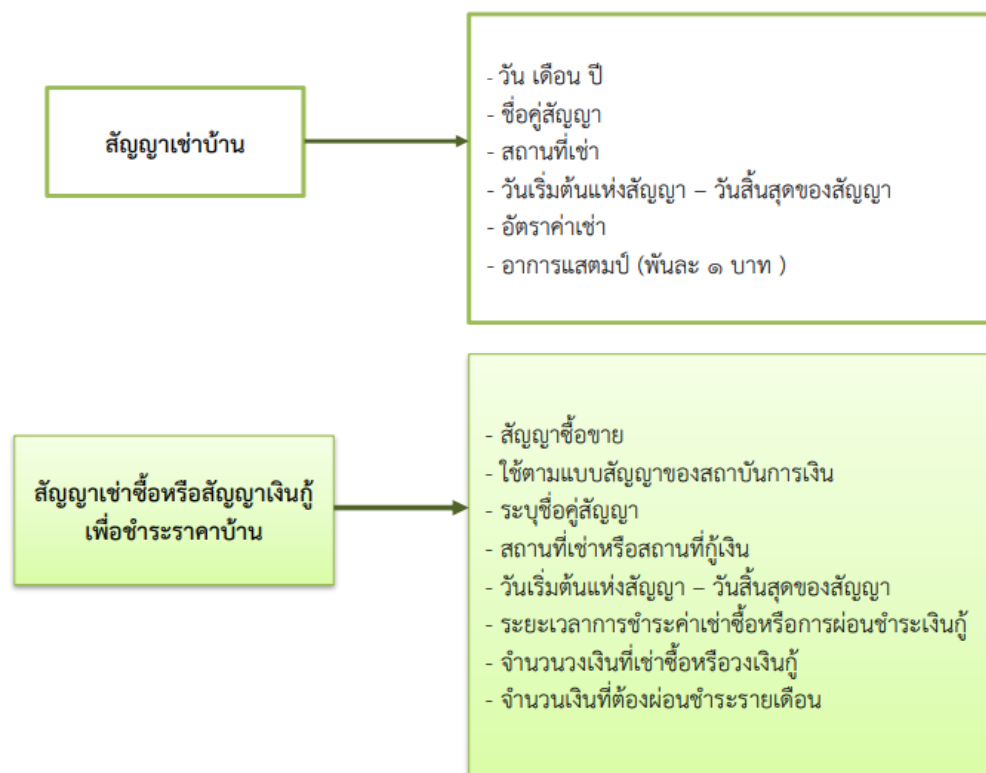 สัญญาเช่าบ้าน
- วัน เดือน ปี
- ชื่อคู่สัญญา
- สถานที่เช่า
- วันเริ่มต้นแห่งสัญญา – วันสิ้นสุดของสัญญา
- อัตราค่าเช่า
- อาการแสตมป์ (พันละ ๑ บาท )
สัญญาเช่าซื้อหรือสัญญาเงินกู้
เพื่อชำระราคาบ้าน
- สัญญาซื้อขาย
- ใช้ตามแบบสัญญาของสถาบันการเงิน
- ระบุชื่อคู่สัญญา
- สถานที่เช่าหรือสถานที่กู้เงิน
- วันเริ่มต้นแห่งสัญญา – วันสิ้นสุดของสัญญา
- ระยะเวลาการชำระค่าเช่าซื้อหรือการผ่อนชำระเงินกู้
- จำนวนวงเงินที่เช่าซื้อหรือวงเงินกู้
- จำนวนเงินที่ต้องผ่อนชำระรายเดือน